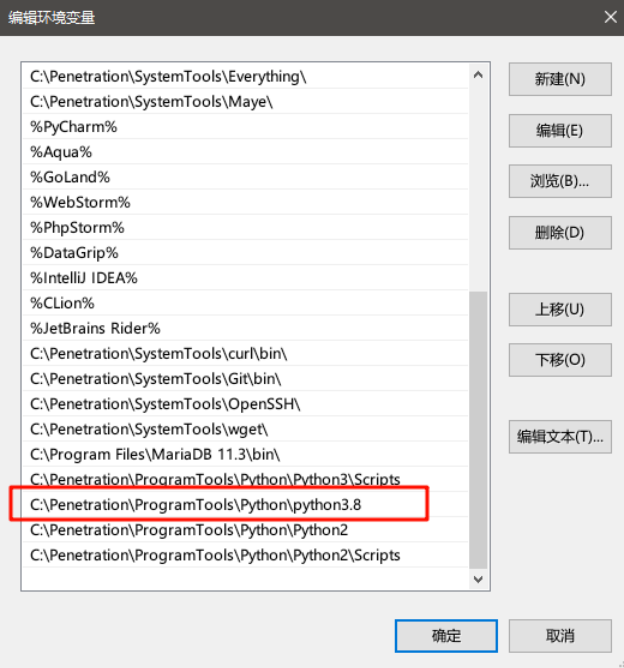 编辑环境变量
C:\Penetration\SystemTools\Everything\
C:\Penetration\SystemTools\Maye\
%PyCharm%
%Aqua%
%GoLand%
%WebStorm%
%PhpStorm%
%DataGrip%
%IntelliJ IDEA%
%CLion%
%JetBrains Rider%
C:\Penetration\SystemTools\curl\bin\
C:\Penetration\SystemTools\Git\bin\
C:\Penetration\SystemTools\OpenSSH\
C:\Penetration\SystemTools\wget\
C:\Program Files\MariaDB 11.3\bin\
C:\Penetration\ProgramTools\Python\Python3\Scripts
C:\Penetration\ProgramTools\Python\python3.8
C:\Penetration\ProgramTools\Python\Python2
C:\Penetration\ProgramTools\Python\Python2\Scripts
新建(N)
编辑(E)
浏览(B)...
删除(D)
上移(U)
下移(O)
编辑文本(T)...
确定
取消